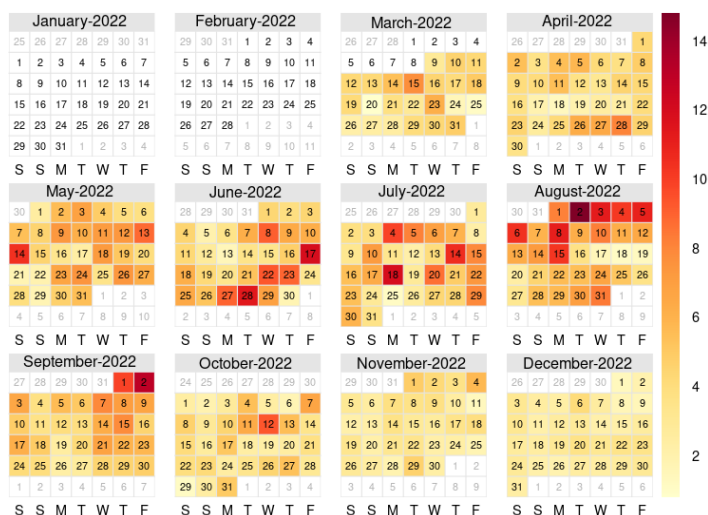 January-2022
25 26 27 28 29 30 31
1 2 3 4 5 6 7
8 9 10 11 12 13 14
15 16 17 18 19 20 21
22 23 24 25 26 27 28
29 30 31 1 2 3 4
S S M T W T F
February-2022
29 30 31 1 2 3 4
5 6 7 8 9 10 11
12 13 14 15 16 17 18
19 20 21 22 23 24 25
26 27 28 1 2 3 4
5 6 7 8 9 10 11
S S M T W T F
March-2022
26 27 28 1 2 3 4
5 6 7 8 9 10 11
12 13 14 15 16 17 18
19 20 21 22 23 24 25
26 27 28 29 30 31 1
2 3 4 5 6 7 8
S S M T W T F
April-2022
26 27 28 29 30 31 1
2 3 4 5 6 7 8
9 10 11 12 13 14 15
16 17 18 19 20 21 22
23 24 25 26 27 28 29
30 1 2 3 4 5 6
S S M T W T F
May-2022
30 1 2 3 4 5 6
7 8 9 10 11 12 13
14 15 16 17 18 19 20
21 22 23 24 25 26 27
28 29 30 31 1 2 3
4 5 6 7 8 9 10
S S M T W T F
June-2022
28 29 30 31 1 2 3
4 5 6 7 8 9 10
11 12 13 14 15 16 17
18 19 20 21 22 23 24
25 26 27 28 29 30 1
2 3 4 5 6 7 8
S S M T W T F
July-2022
25 26 27 28 29 30 1
2 3 4 5 6 7 8
9 10 11 12 13 14 15
16 17 18 19 20 21 22
23 24 25 26 27 28 29
30 31 1 2 3 4 5
S S M T W T F
August-2022
30 31 1 2 3 4 5
6 7 8 9 10 11 12
13 14 15 16 17 18 19
20 21 22 23 24 25 26
27 28 29 30 31 1 2
3 4 5 6 7 8 9
S S M T W T F
September-2022
27 28 29 30 31 1 2
3 4 5 6 7 8 9
10 11 12 13 14 15 16
17 18 19 20 21 22 23
24 25 26 27 28 29 30
1 2 3 4 5 6 7
S S M T W T F
October-2022
24 25 26 27 28 29 30
1 2 3 4 5 6 7
8 9 10 11 12 13 14
15 16 17 18 19 20 21
22 23 24 25 26 27 28
29 30 31 1 2 3 4
S S M T W T F
November-2022
29 30 31 1 2 3 4
5 6 7 8 9 10 11
12 13 14 15 16 17 18
19 20 21 22 23 24 25
26 27 28 29 30 1 2
3 4 5 6 7 8 9
S S M T W T F
December-2022
26 27 28 29 30 1 2
3 4 5 6 7 8 9
10 11 12 13 14 15 16
17 18 19 20 21 22 23
24 25 26 27 28 29 30
31 1 2 3 4 5 6
S S M T W T F
14
12
10
8
6
4
2